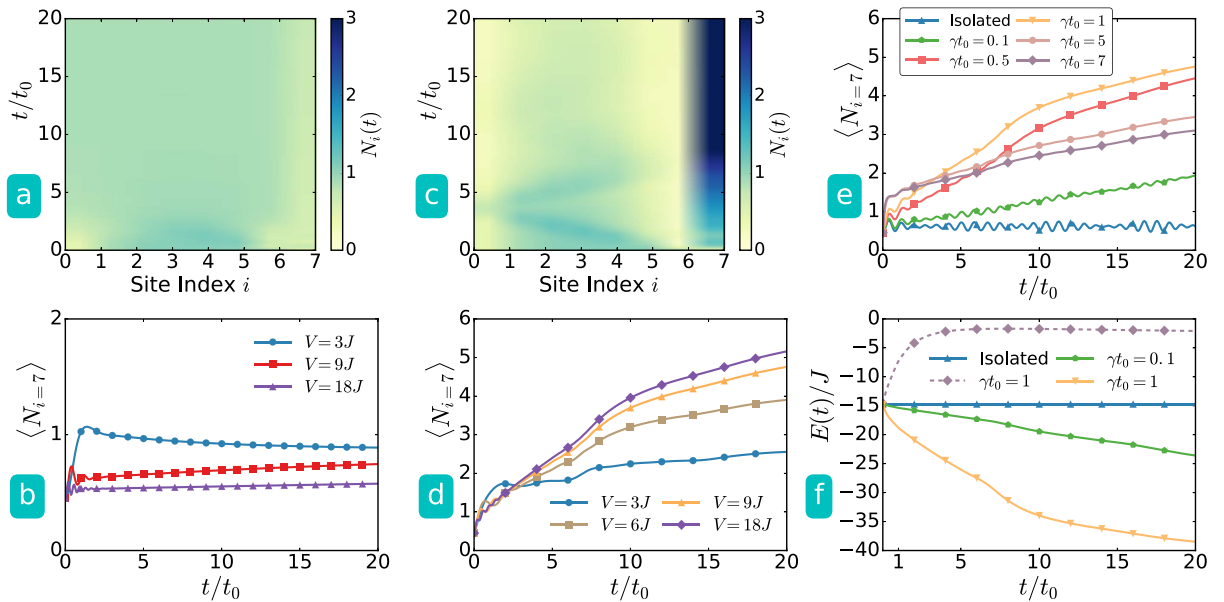 a
20
15
10
5
0
t/t₀
0 1 2 3 4 5 6 7
Site Index i
3
2
1
0
N_i(t)
c
20
15
10
5
0
t/t₀
0 1 2 3 4 5 6 7
Site Index i
3
2
1
0
N_i(t)
e
6
5
4
3
2
1
0
⟨N_{i=7}⟩
Isolated
γt₀=0.1
γt₀=0.5
γt₀=1
γt₀=5
γt₀=7
0 5 10 15 20
t/t₀
b
2
1
0
⟨N_{i=7}⟩
V=3J
V=9J
V=18J
0 5 10 15 20
t/t₀
d
6
5
4
3
2
1
0
⟨N_{i=7}⟩
V=3J
V=6J
V=9J
V=18J
0 5 10 15 20
t/t₀
f
0
−5
−10
−15
−20
−25
−30
−35
−40
E(t)/J
Isolated
γt₀=1
γt₀=0.1
γt₀=1
1 5 10 15 20
t/t₀